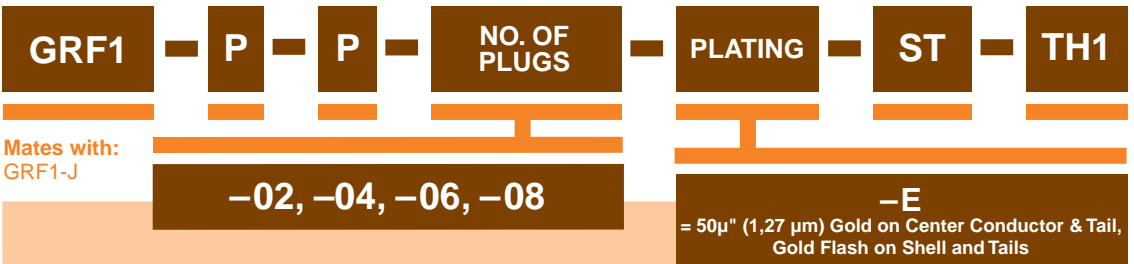 GRF1 – P – P – NO. OF PLUGS – PLATING – ST – TH1
Mates with:
GRF1-J
–02, –04, –06, –08
–E
= 50µ" (1,27 µm) Gold on Center Conductor & Tail,
Gold Flash on Shell and Tails